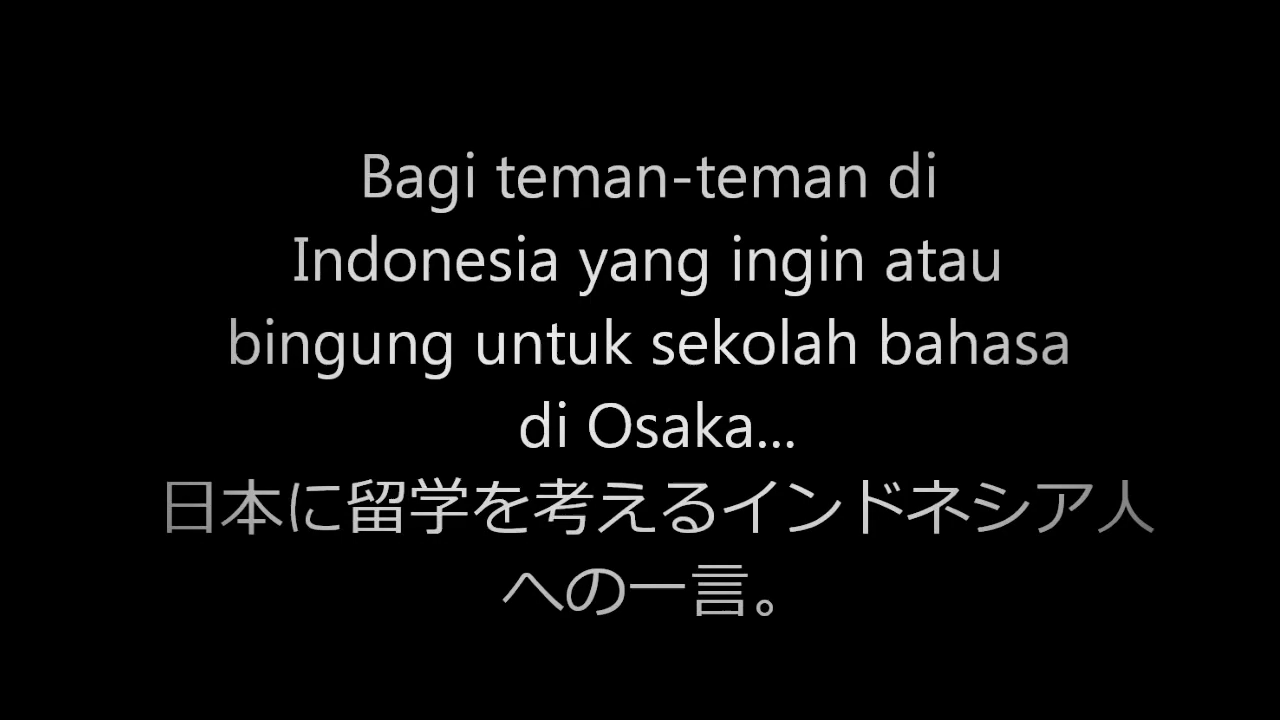 Bagi teman-teman di
Indonesia yang ingin atau
bingung untuk sekolah bahasa
di Osaka...
日本に留学を考えるインドネシア人
への一言。